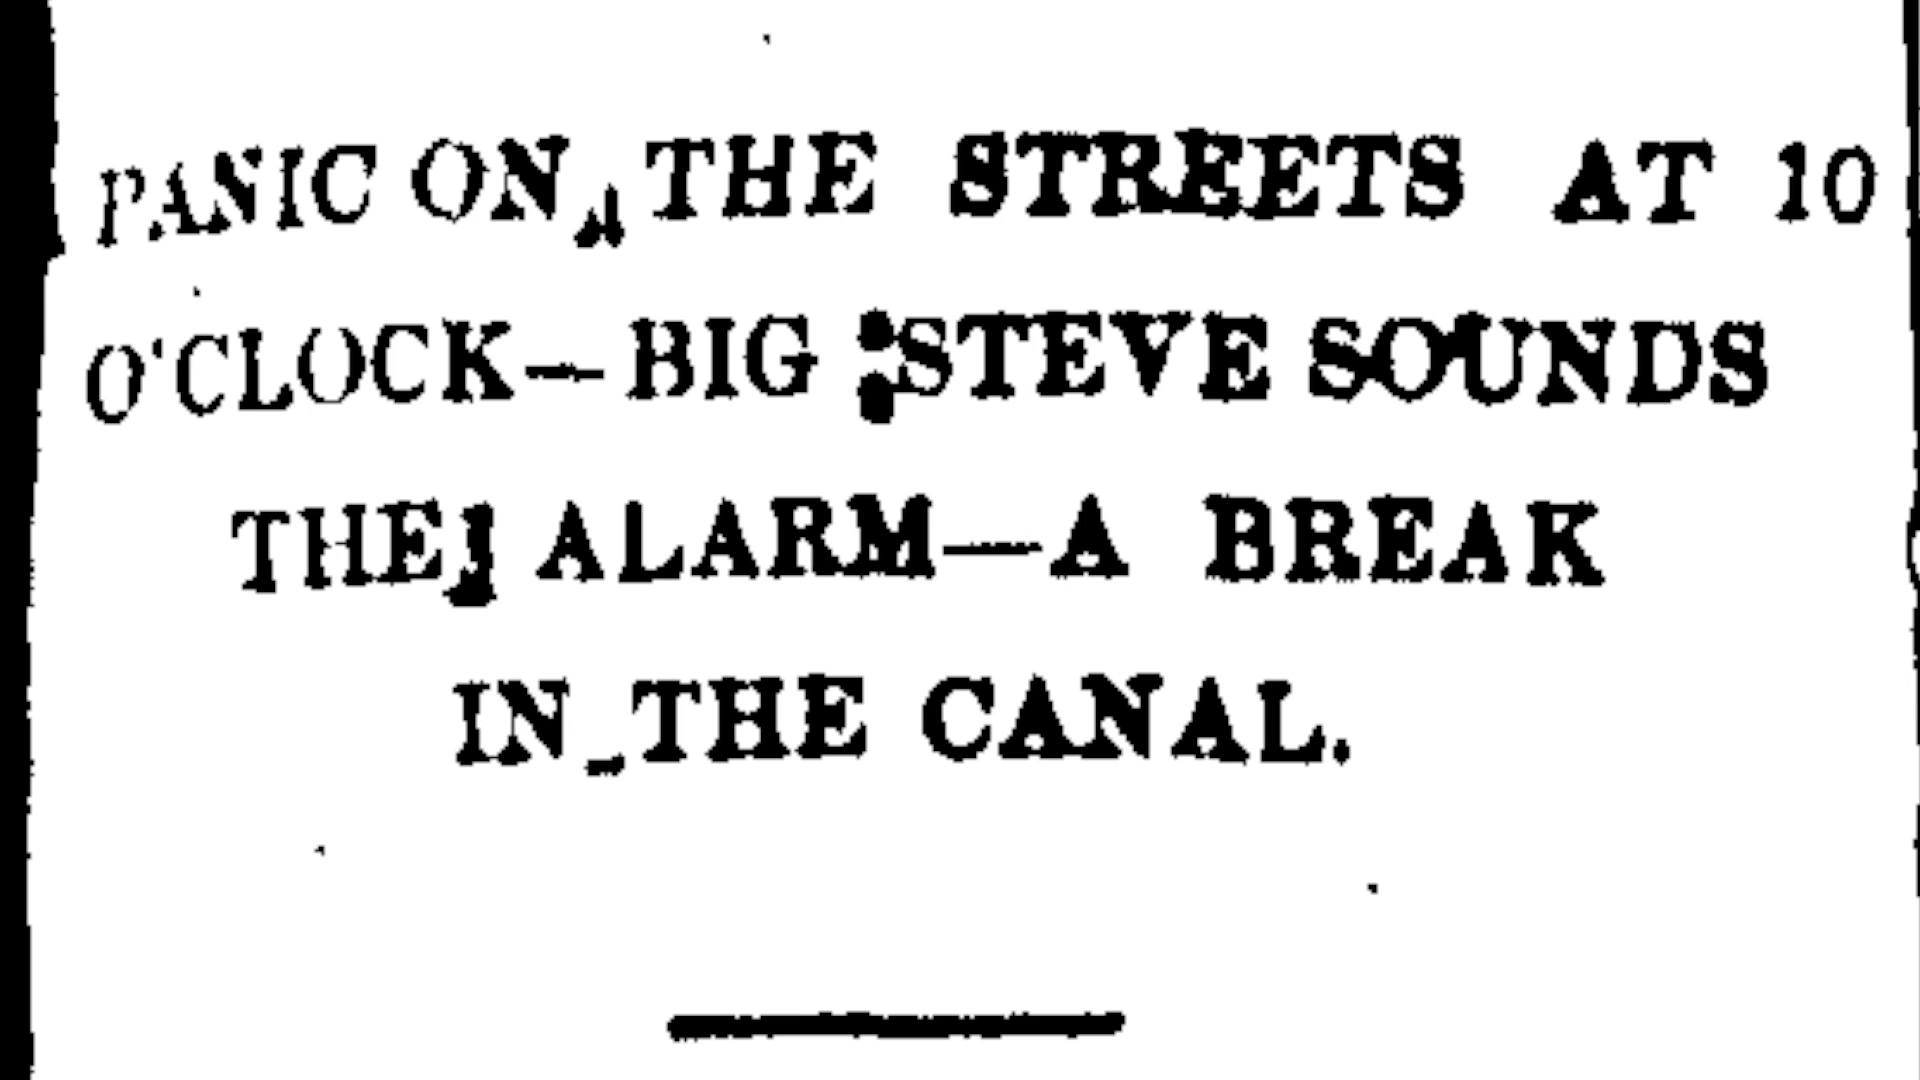 PANIC ON THE STREETS AT 10
O'CLOCK—BIG STEVE SOUNDS
THE ALARM—A BREAK
IN THE CANAL.